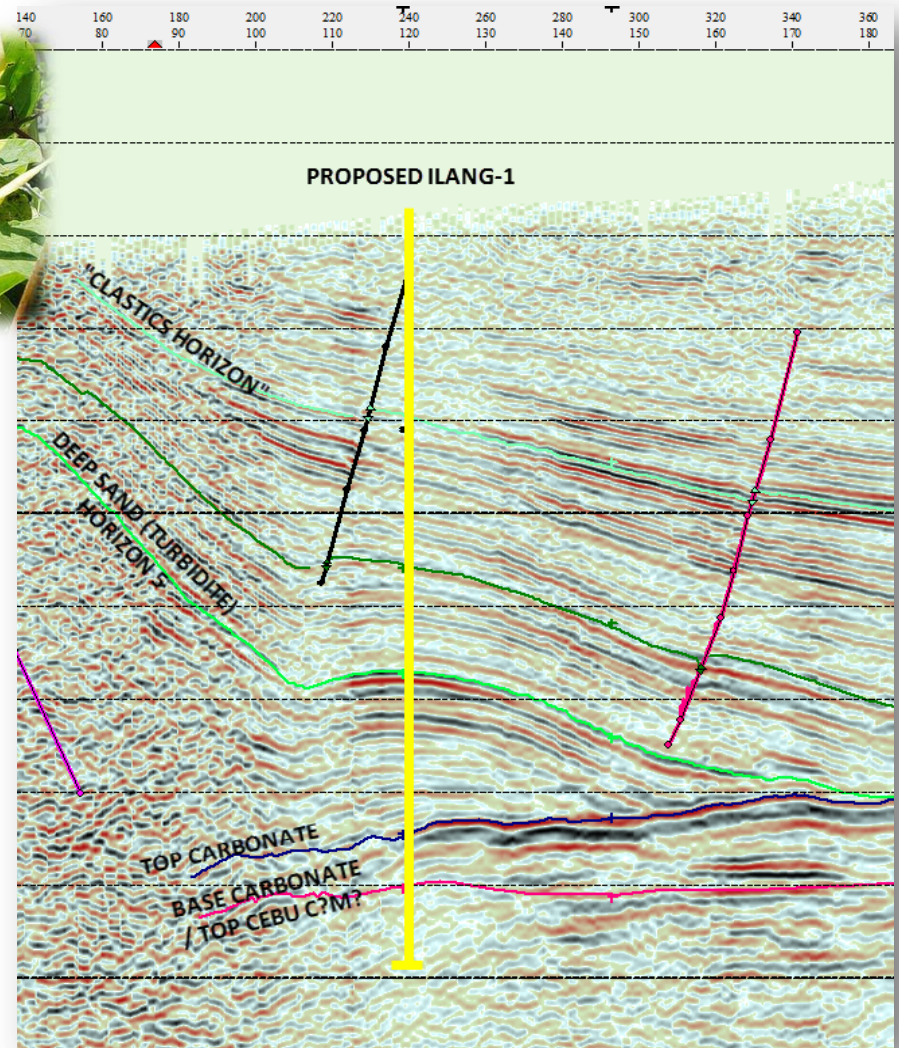 140 160 180 200 220 240 260 280 300 320 340 360
70 80 90 100 110 120 130 140 150 160 170 180
PROPOSED ILANG-1
"CLASTICS HORIZON"
DEEP SAND (TURBIDITE)
HORIZON S
TOP CARBONATE
BASE CARBONATE
/ TOP CEBU C?M?